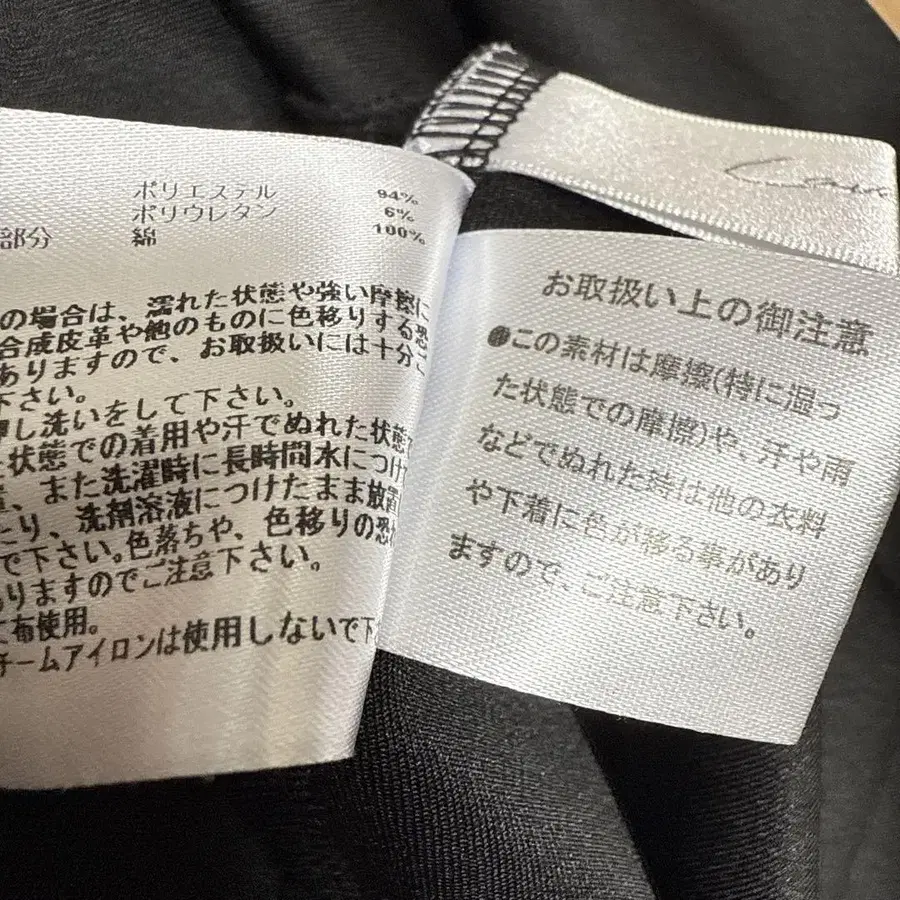 ポリエステル 94%
ポリウレタン 6%
部分 綿 100%
の場合は、濡れた状態や強い摩擦に
合成皮革や他のものに色移りする恐
ありますので、お取扱いには十分ご
下さい。
押し洗いをして下さい。
状態での着用や汗でぬれた状態で
、また洗濯時に長時間水につけ
たり、洗剤溶液につけたまま放置
で下さい。色落ちや、色移りの恐
ありますのでご注意下さい。
て布使用。
チームアイロンは使用しないで下
お取扱い上の御注意
●この素材は摩擦(特に湿っ
た状態での摩擦)や、汗や雨
などでぬれた時は他の衣料
や下着に色が移る事があり
ますので、ご注意下さい。